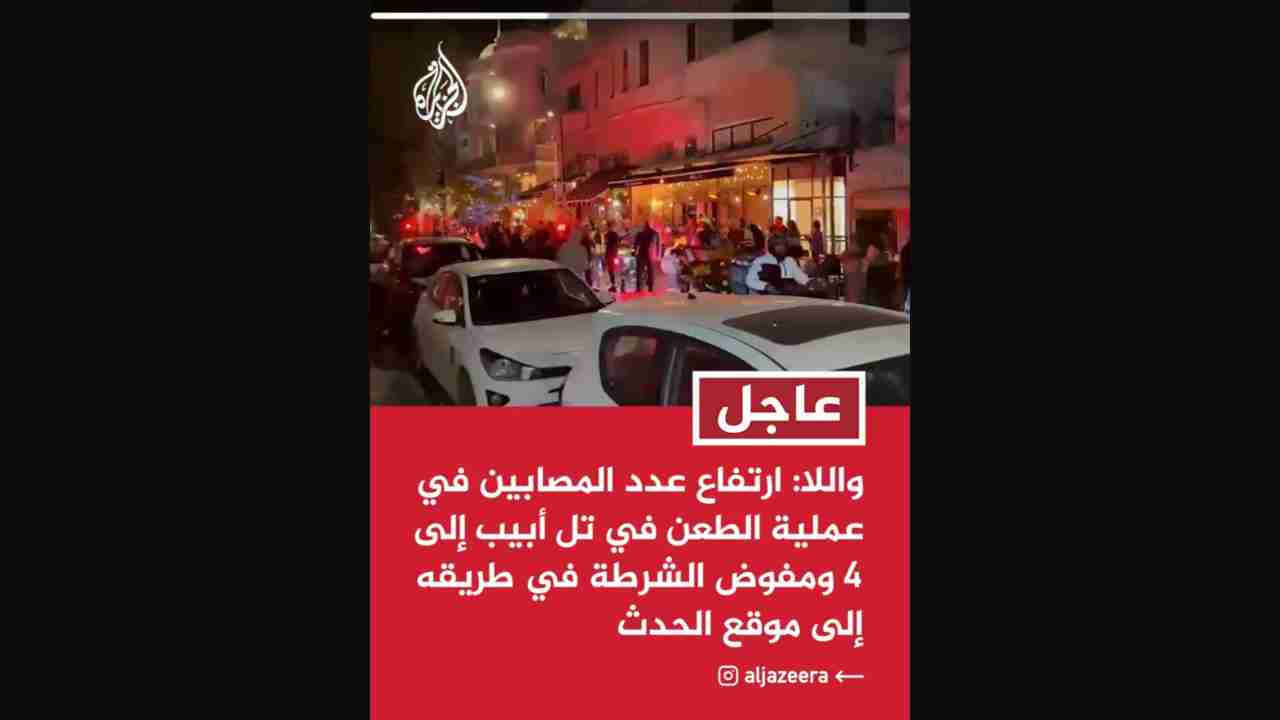 الجزيرة
عاجل
واللا: ارتفاع عدد المصابين في
عملية الطعن في تل أبيب إلى
4 ومفوض الشرطة في طريقه
إلى موقع الحدث
aljazeera